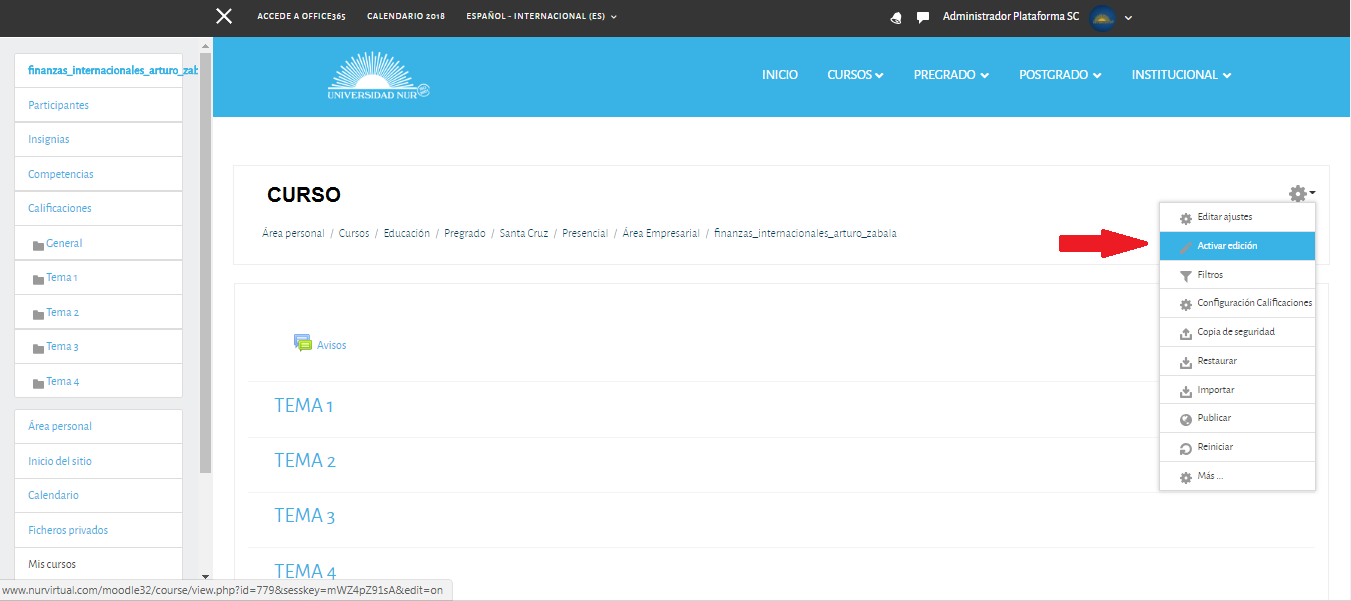 ACCEDE A OFFICE365 CALENDARIO 2018 ESPAÑOL - INTERNACIONAL (ES) Administrador Plataforma SC
finanzas_internacionales_arturo_zab
Participantes
Insignias
Competencias
Calificaciones
General
Tema 1
Tema 2
Tema 3
Tema 4
Área personal
Inicio del sitio
Calendario
Ficheros privados
Mis cursos
UNIVERSIDAD NUR
INICIO CURSOS PREGRADO POSTGRADO INSTITUCIONAL
CURSO
Área personal / Cursos / Educación / Pregrado / Santa Cruz / Presencial / Área Empresarial / finanzas_internacionales_arturo_zabala
Editar ajustes
Activar edición
Filtros
Configuración Calificaciones
Copia de seguridad
Restaurar
Importar
Publicar
Reiniciar
Más ...
Avisos
TEMA 1
TEMA 2
TEMA 3
TEMA 4
www.nurvirtual.com/moodle32/course/view.php?id=779&sesskey=mWZ4pZ91sA&edit=on